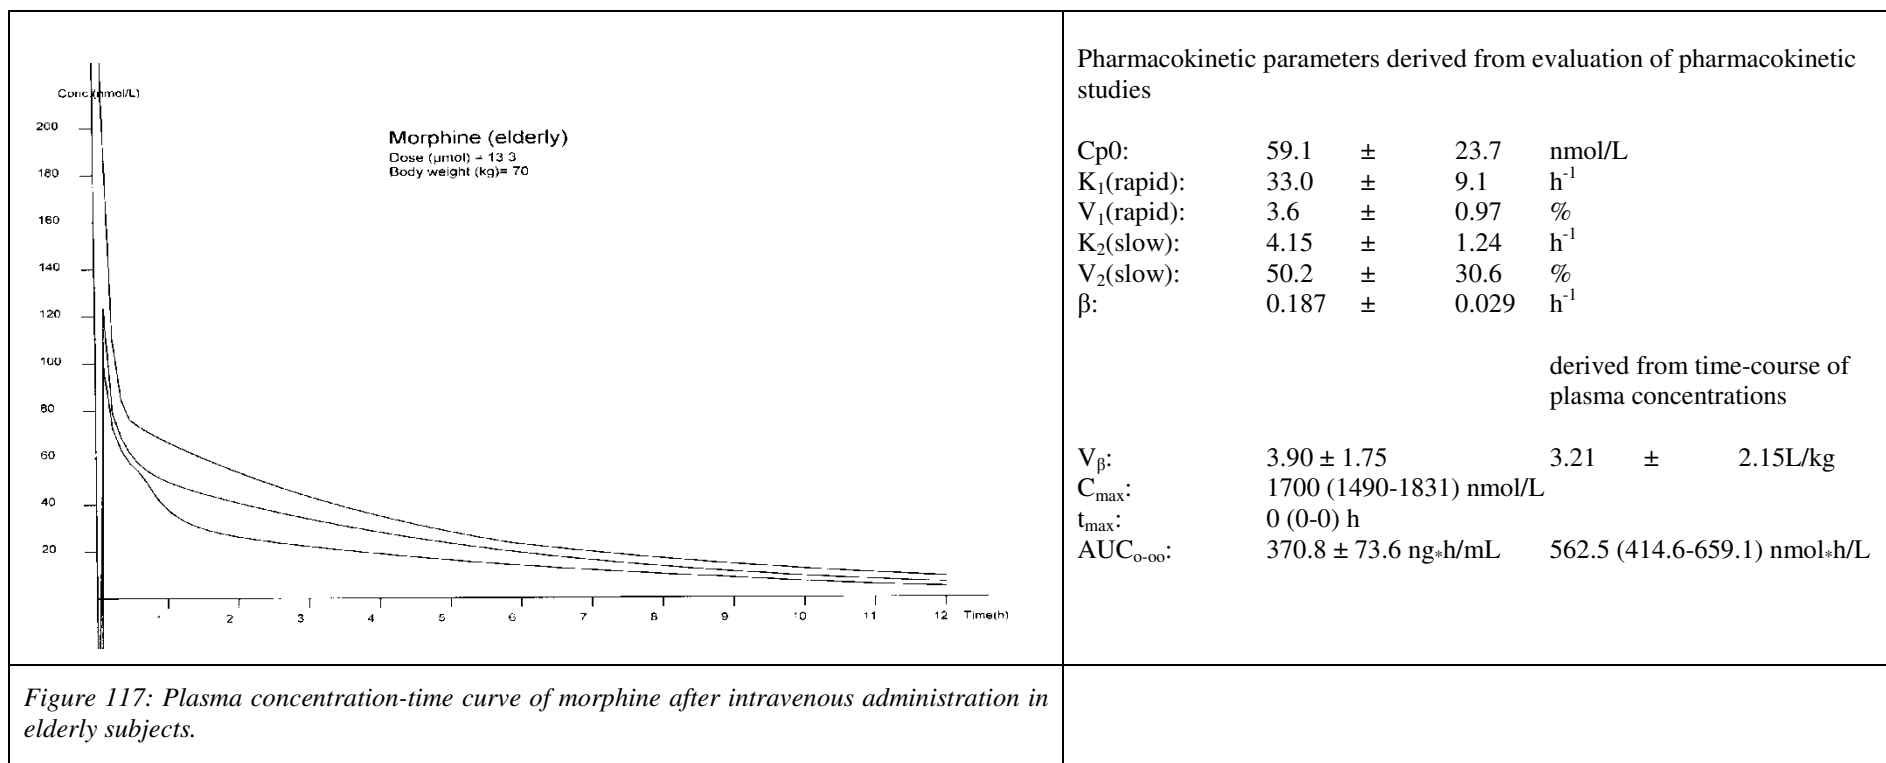 Conc.(nmol/L)
200
180
160
140
120
100
80
60
40
20
Morphine (elderly)
Dose (µmol) = 13.3
Body weight (kg)= 70
1
2
3
4
5
6
7
8
9
10
11
12
Time(h)
Figure 117: Plasma concentration-time curve of morphine after intravenous administration in
elderly subjects.
Pharmacokinetic parameters derived from evaluation of pharmacokinetic
studies
Cp0: 59.1 ± 23.7 nmol/L
K₁(rapid): 33.0 ± 9.1 h⁻¹
V₁(rapid): 3.6 ± 0.97 %
K₂(slow): 4.15 ± 1.24 h⁻¹
V₂(slow): 50.2 ± 30.6 %
β: 0.187 ± 0.029 h⁻¹
derived from time-course of
plasma concentrations
Vᵦ: 3.90 ± 1.75 3.21 ± 2.15L/kg
Cmax: 1700 (1490-1831) nmol/L
tmax: 0 (0-0) h
AUCo-oo: 370.8 ± 73.6 ng*h/mL 562.5 (414.6-659.1) nmol*h/L